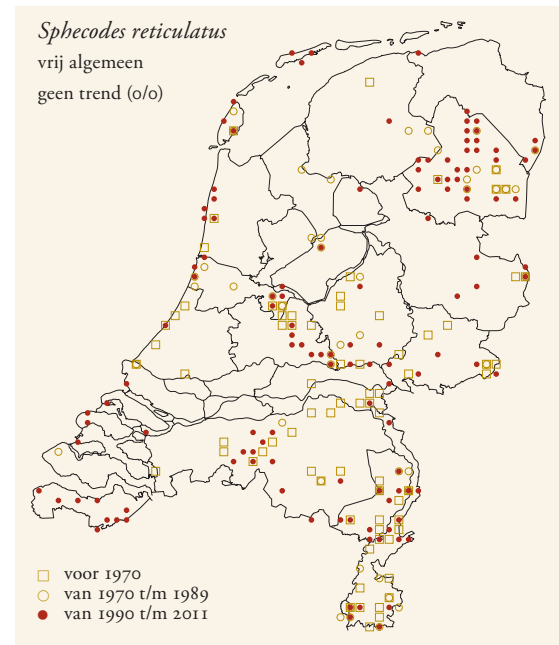 Sphecodes reticulatus
vrij algemeen
geen trend (0/0)
voor 1970
van 1970 t/m 1989
van 1990 t/m 2011